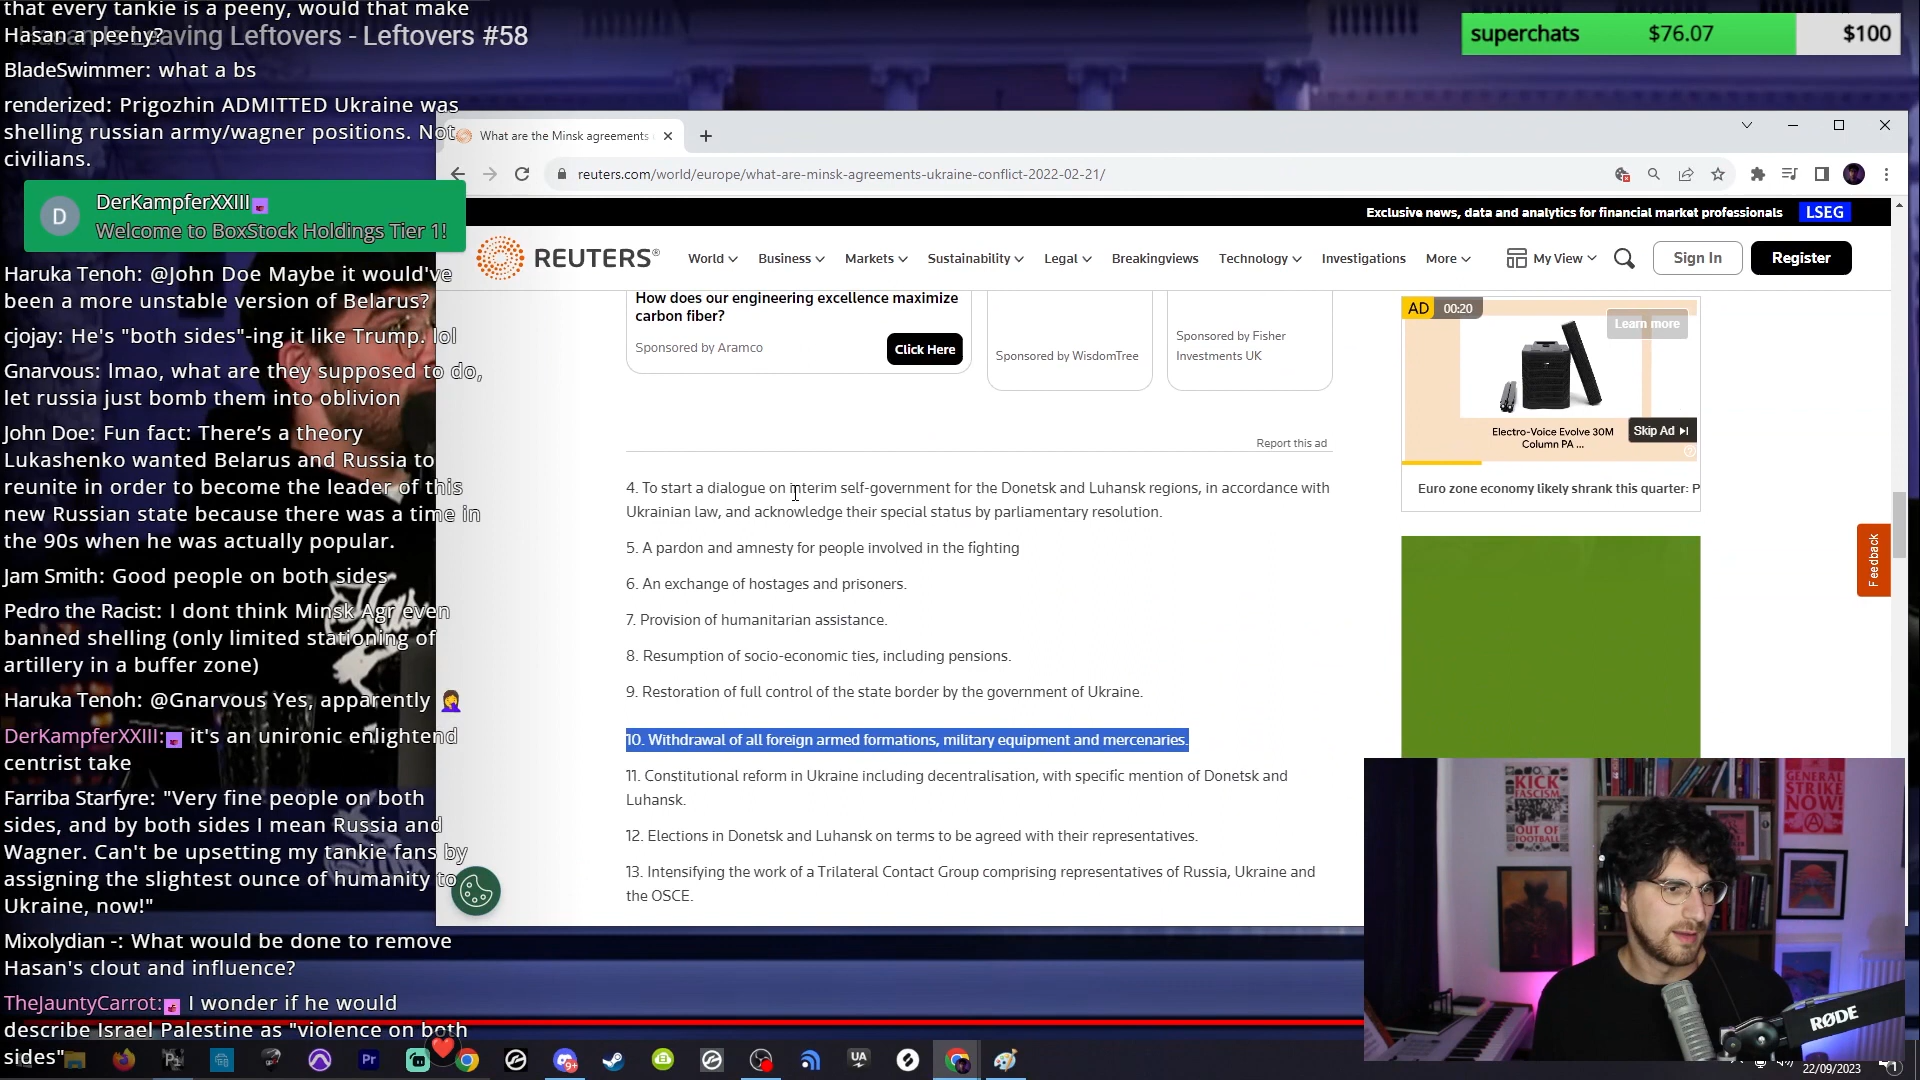 that every tankie is a peeny, would that make
Hasan a peeny?
Hasan Is Leaving Leftovers - Leftovers #58
BladeSwimmer: what a bs
renderized: Prigozhin ADMITTED Ukraine was
shelling russian army/wagner positions. Not
civilians.
D
DerKampferXXIII
Welcome to BoxStock Holdings Tier 1!
Haruka Tenoh: @John Doe Maybe it would've
been a more unstable version of Belarus?
cjojay: He's "both sides"-ing it like Trump. lol
Gnarvous: lmao, what are they supposed to do,
let russia just bomb them into oblivion
John Doe: Fun fact: There's a theory
Lukashenko wanted Belarus and Russia to
reunite in order to become the leader of this
new Russian state because there was a time in
the 90s when he was actually popular.
Jam Smith: Good people on both sides
Pedro the Racist: I dont think Minsk Agr even
banned shelling (only limited stationing of
artillery in a buffer zone)
Haruka Tenoh: @Gnarvous Yes, apparently 🤦‍♀️
DerKampferXXIII: it's an unironic enlightend
centrist take
Farriba Starfyre: "Very fine people on both
sides, and by both sides I mean Russia and
Wagner. Can't be upsetting my tankie fans by
assigning the slightest ounce of humanity to
Ukraine, now!"
Mixolydian -: What would be done to remove
Hasan's clout and influence?
TheJauntyCarrot: I wonder if he would
describe Israel Palestine as "violence on both
sides"
superchats $76.07 $100
What are the Minsk agreements
reuters.com/world/europe/what-are-minsk-agreements-ukraine-conflict-2022-02-21/
Exclusive news, data and analytics for financial market professionals LSEG
REUTERS®
World Business Markets Sustainability Legal Breakingviews Technology Investigations More My View Sign In Register
How does our engineering excellence maximize
carbon fiber?
Sponsored by Aramco
Click Here
Sponsored by WisdomTree
Sponsored by Fisher
Investments UK
Report this ad
4. To start a dialogue on interim self-government for the Donetsk and Luhansk regions, in accordance with
Ukrainian law, and acknowledge their special status by parliamentary resolution.
5. A pardon and amnesty for people involved in the fighting
6. An exchange of hostages and prisoners.
7. Provision of humanitarian assistance.
8. Resumption of socio-economic ties, including pensions.
9. Restoration of full control of the state border by the government of Ukraine.
10. Withdrawal of all foreign armed formations, military equipment and mercenaries.
11. Constitutional reform in Ukraine including decentralisation, with specific mention of Donetsk and
Luhansk.
12. Elections in Donetsk and Luhansk on terms to be agreed with their representatives.
13. Intensifying the work of a Trilateral Contact Group comprising representatives of Russia, Ukraine and
the OSCE.
AD 00:20
Learn more
Electro-Voice Evolve 30M
Column PA ...
Skip Ad
Euro zone economy likely shrank this quarter: P
Feedback
KICK
FASCISM
OUT OF
FOOTBALL
GENERAL
STRIKE
NOW!
RØDE
Pr
9+
UA
22/09/2023
1